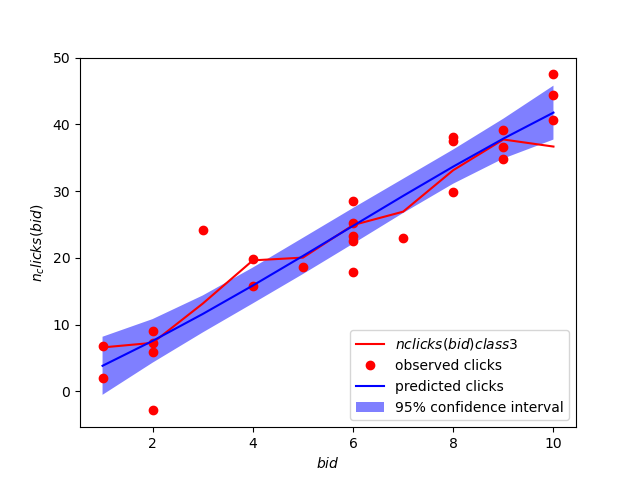 50
40
30
20
10
0
n_clicks(bid)
nclicks(bid)class3
observed clicks
predicted clicks
95% confidence interval
2
4
6
8
10
bid